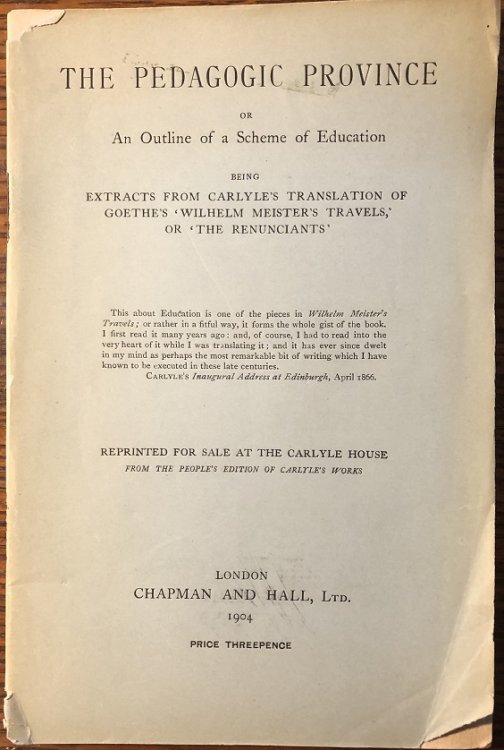 THE PEDAGOGIC PROVINCE
OR
An Outline of a Scheme of Education
BEING
EXTRACTS FROM CARLYLE'S TRANSLATION OF
GOETHE'S 'WILHELM MEISTER'S TRAVELS,'
OR 'THE RENUNCIANTS'
This about Education is one of the pieces in Wilhelm Meister's
Travels; or rather in a fitful way, it forms the whole gist of the book.
I first read it many years ago: and, of course, I had to read into the
very heart of it while I was translating it; and it has ever since dwelt
in my mind as perhaps the most remarkable bit of writing which I have
known to be executed in these late centuries.
CARLYLE'S Inaugural Address at Edinburgh, April 1866.
REPRINTED FOR SALE AT THE CARLYLE HOUSE
FROM THE PEOPLE'S EDITION OF CARLYLE'S WORKS
LONDON
CHAPMAN AND HALL, LTD.
1904
PRICE THREEPENCE